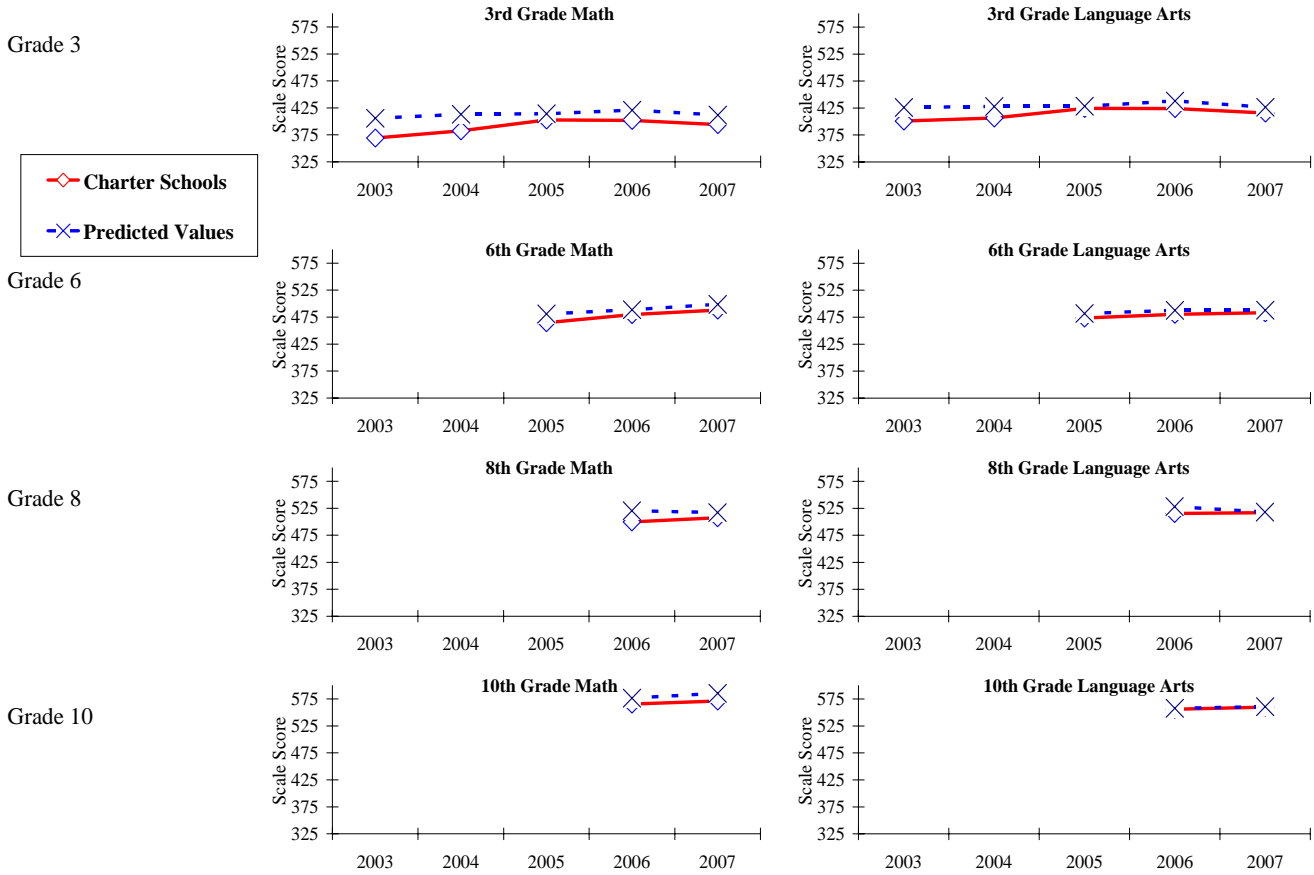 3rd Grade Math
575
525
475
425
375
325
Scale Score
2003 2004 2005 2006 2007
3rd Grade Language Arts
575
525
475
425
375
325
Scale Score
2003 2004 2005 2006 2007
Grade 3
Charter Schools
Predicted Values
6th Grade Math
575
525
475
425
375
325
Scale Score
2003 2004 2005 2006 2007
6th Grade Language Arts
575
525
475
425
375
325
Scale Score
2003 2004 2005 2006 2007
Grade 6
8th Grade Math
575
525
475
425
375
325
Scale Score
2003 2004 2005 2006 2007
8th Grade Language Arts
575
525
475
425
375
325
Scale Score
2003 2004 2005 2006 2007
Grade 8
10th Grade Math
575
525
475
425
375
325
Scale Score
2003 2004 2005 2006 2007
10th Grade Language Arts
575
525
475
425
375
325
Scale Score
2003 2004 2005 2006 2007
Grade 10